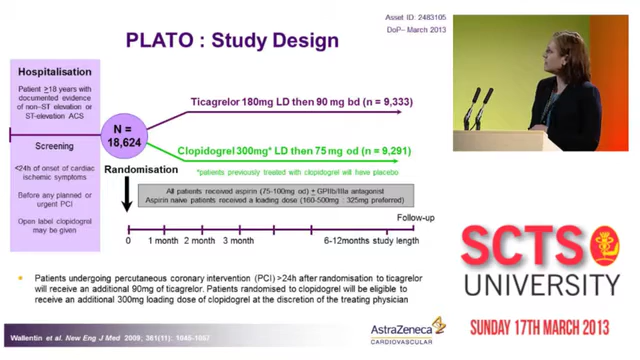 Asset ID: 2483105
DoP– March 2013
PLATO : Study Design
Hospitalisation
Patient >18 years with
documented evidence
of non-ST elevation or
ST-elevation ACS
Screening
<24h of onset of cardiac
ischemic symptoms
Before any planned or
urgent PCI
Open label clopidogrel
may be given
N =
18,624
Randomisation
Ticagrelor 180mg LD then 90 mg bd (n = 9,333)
Clopidogrel 300mg* LD then 75 mg od (n = 9,291)
*patients previously treated with clopidogrel will have placebo
All patients received aspirin (75-100mg od) + GPIIb/IIIa antagonist
Aspirin naive patients received a loading dose (160-500mg : 325mg preferred)
Follow-up
0 1 month 2 month 3 month 6-12months study length
Patients undergoing percutaneous coronary intervention (PCI) >24h after randomisation to ticagrelor
will receive an additional 90mg of ticagrelor. Patients randomised to clopidogrel will be eligible to
receive an additional 300mg loading dose of clopidogrel at the discretion of the treating physician
Wallentin et al. New Eng J Med 2009; 361(11): 1045-1057
AstraZeneca
CARDIOVASCULAR
SCTS
UNIVERSITY
SUNDAY 17TH MARCH 2013